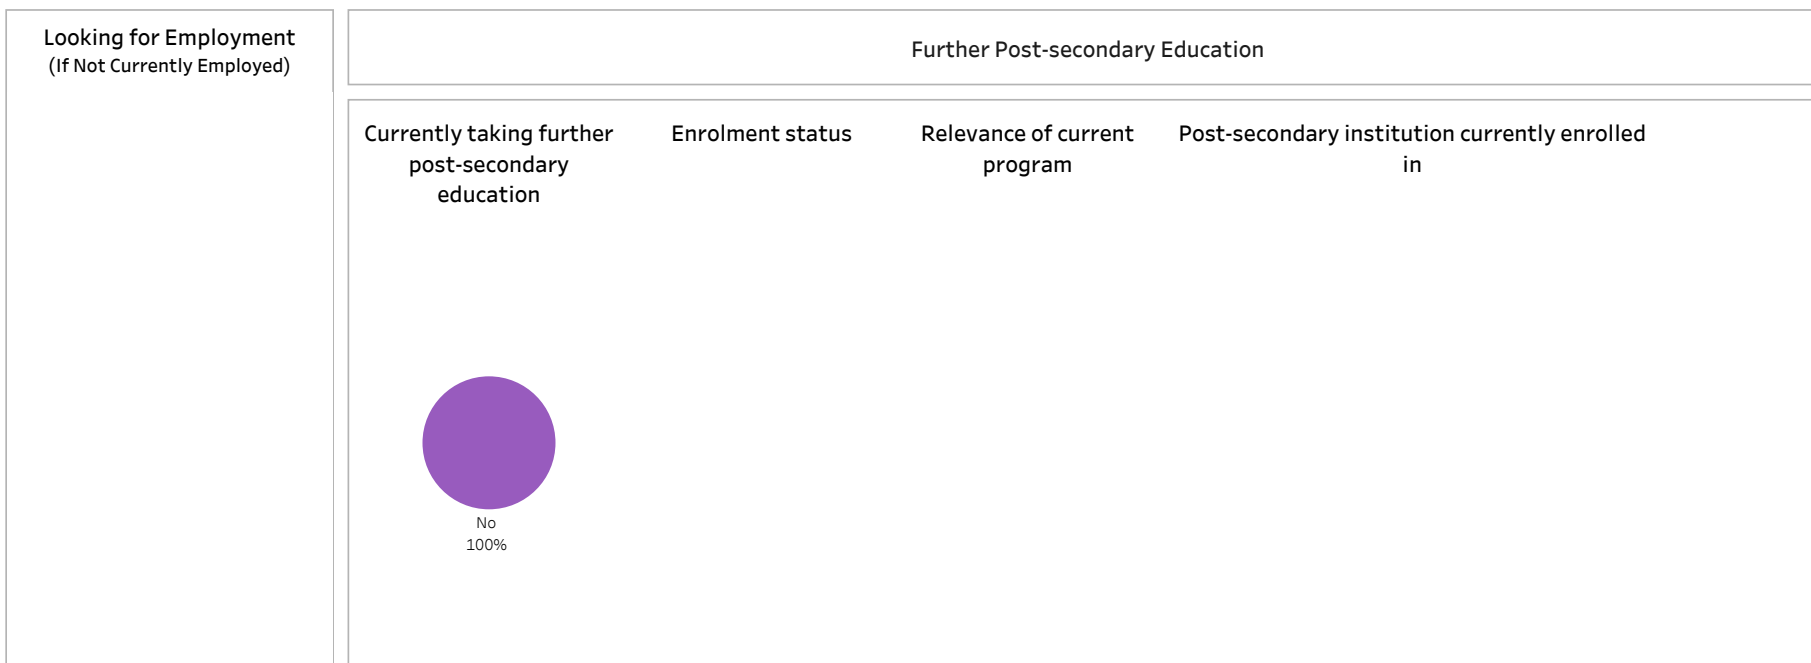 Looking for Employment
(If Not Currently Employed)
Further Post-secondary Education
Currently taking further
post-secondary
education
Enrolment status
Relevance of current
program
Post-secondary institution currently enrolled
in
No
100%